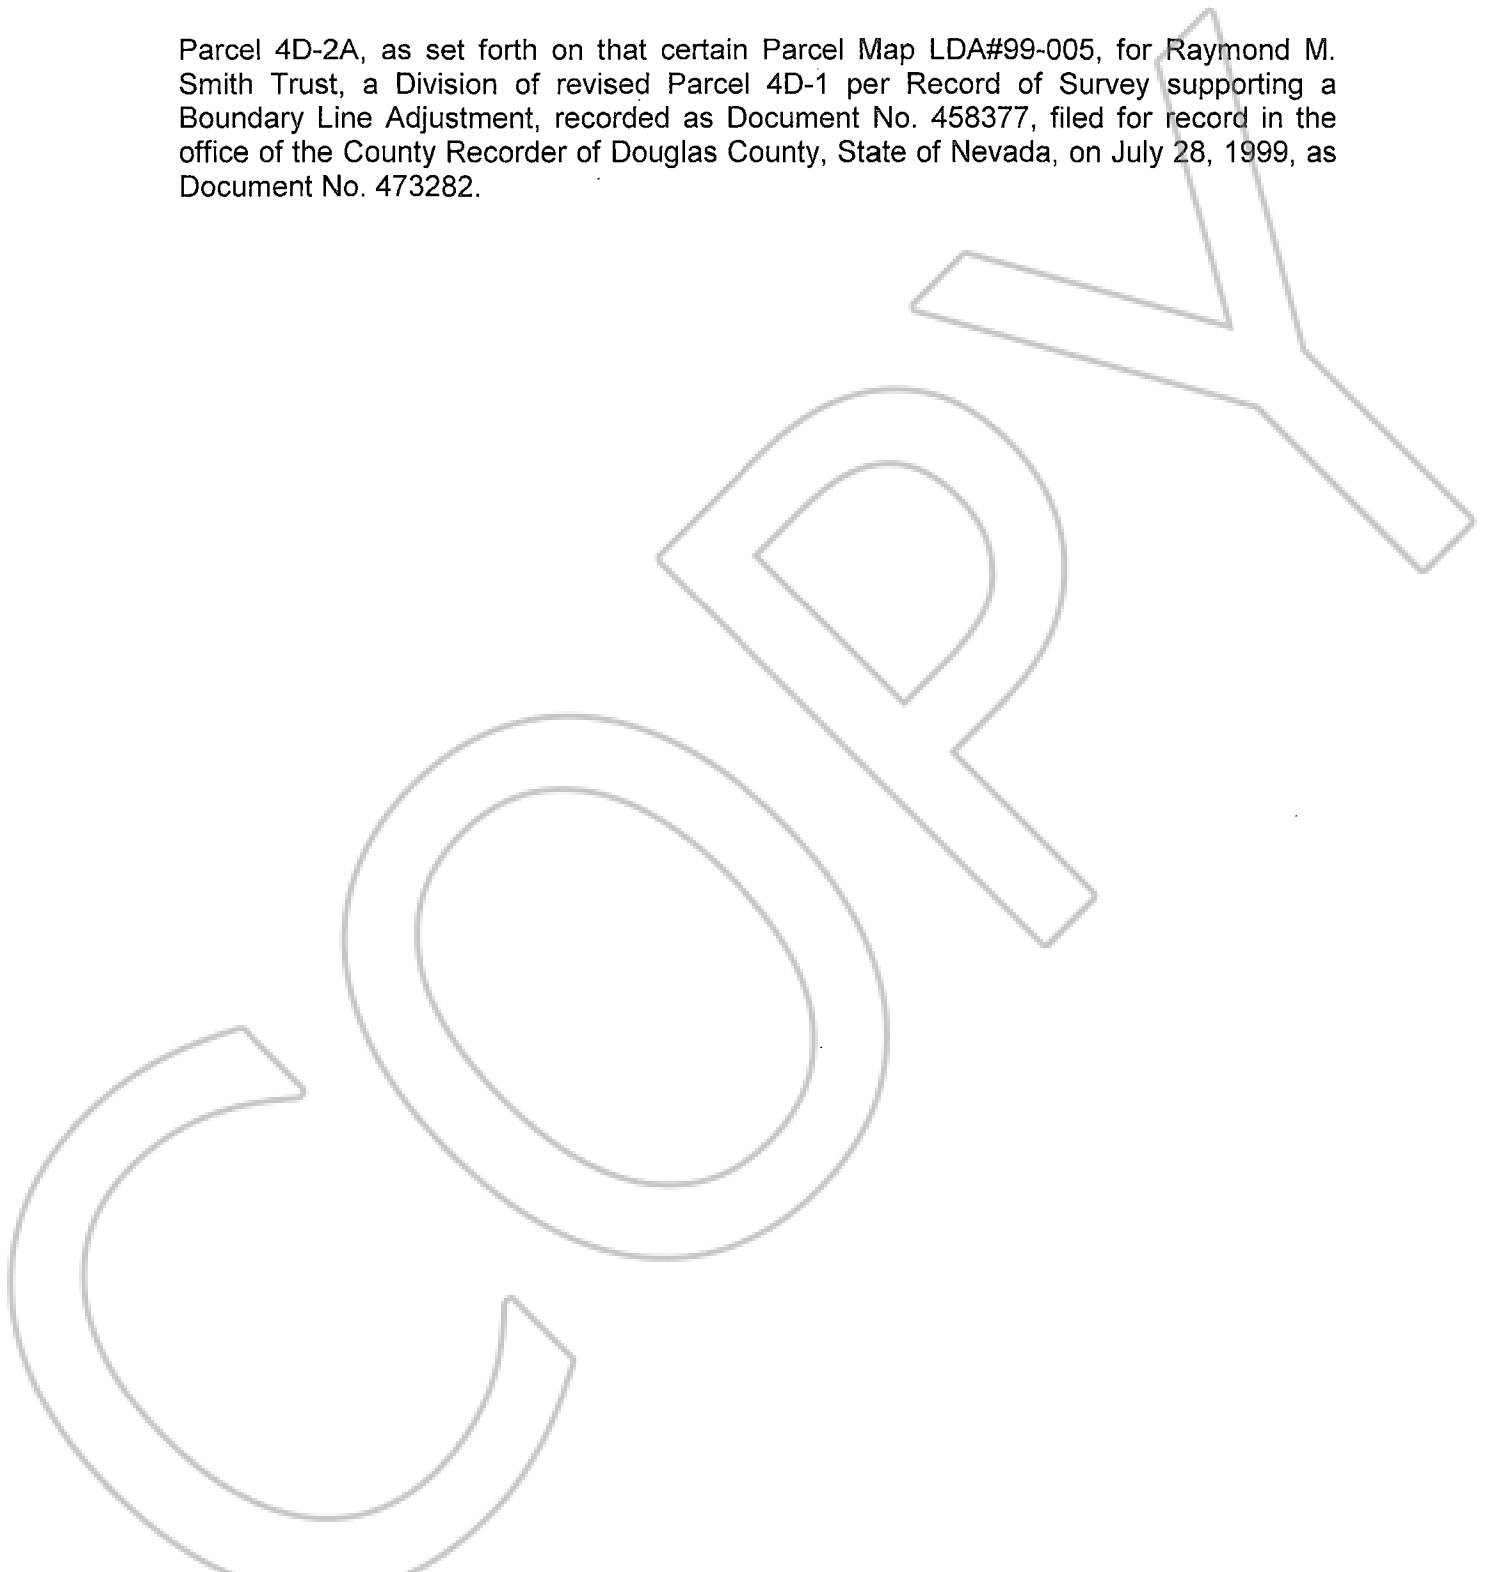 Parcel 4D-2A, as set forth on that certain Parcel Map LDA#99-005, for Raymond M.
Smith Trust, a Division of revised Parcel 4D-1 per Record of Survey supporting a
Boundary Line Adjustment, recorded as Document No. 458377, filed for record in the
office of the County Recorder of Douglas County, State of Nevada, on July 28, 1999, as
Document No. 473282.
COPY